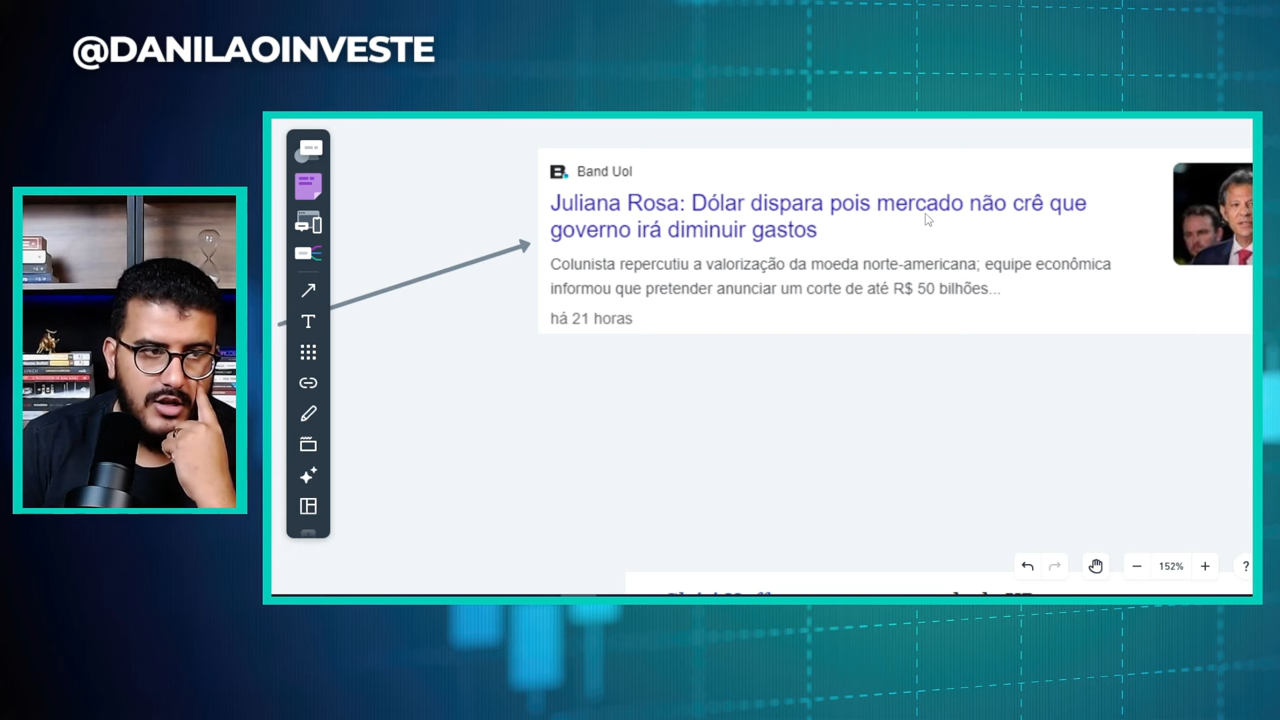 @DANILAOINVESTE
Band Uol
Juliana Rosa: Dólar dispara pois mercado não crê que
governo irá diminuir gastos
Colunista repercutiu a valorização da moeda norte-americana; equipe econômica
informou que pretender anunciar um corte de até R$ 50 bilhões...
há 21 horas
152%
?